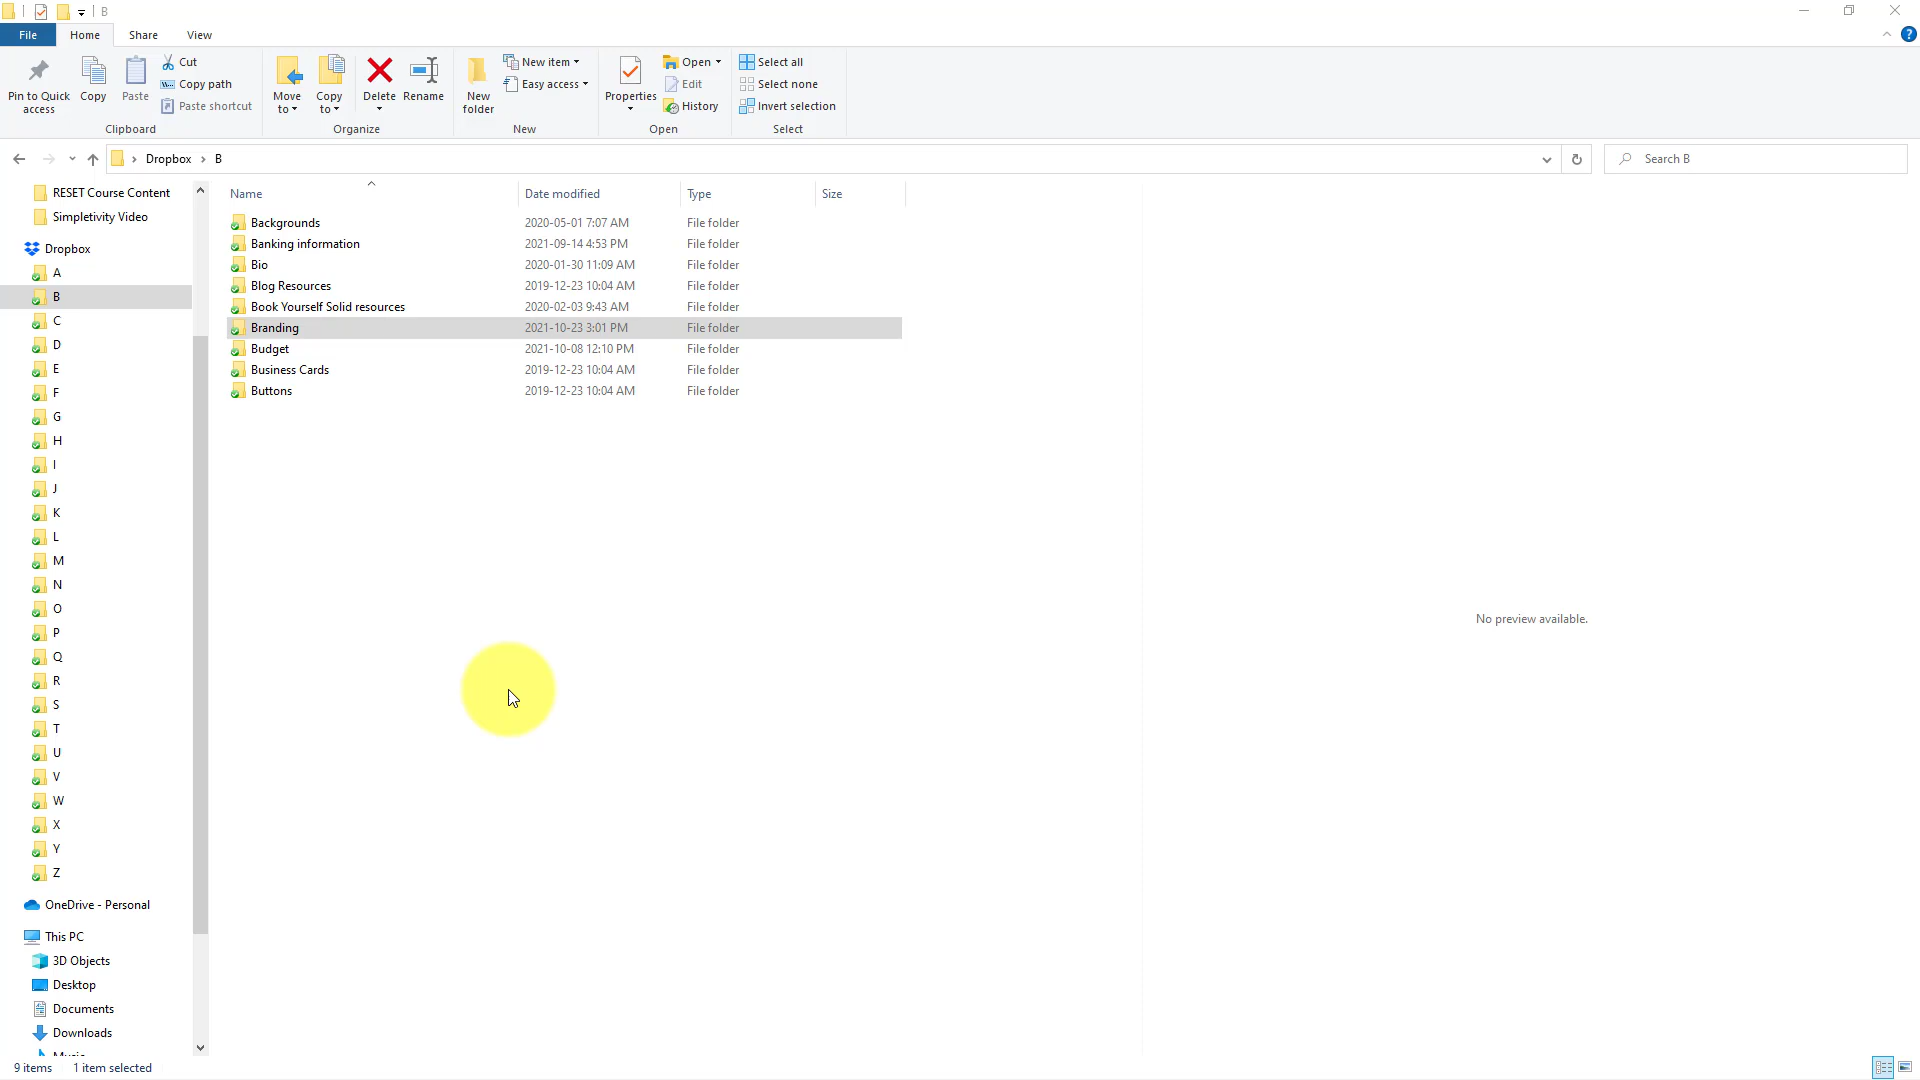 B
File
Home
Share
View
Pin to Quick access
Copy
Paste
Cut
Copy path
Paste shortcut
Clipboard
Move to
Copy to
Delete
Rename
Organize
New folder
New item
Easy access
New
Properties
Open
Edit
History
Open
Select all
Select none
Invert selection
Select
Dropbox
B
Search B
RESET Course Content
Simpletivity Video
Dropbox
A
B
C
D
E
F
G
H
I
J
K
L
M
N
O
P
Q
R
S
T
U
V
W
X
Y
Z
OneDrive - Personal
This PC
3D Objects
Desktop
Documents
Downloads
Music
Name Date modified Type Size
Backgrounds 2020-05-01 7:07 AM File folder
Banking information 2021-09-14 4:53 PM File folder
Bio 2020-01-30 11:09 AM File folder
Blog Resources 2019-12-23 10:04 AM File folder
Book Yourself Solid resources 2020-02-03 9:43 AM File folder
Branding 2021-10-23 3:01 PM File folder
Budget 2021-10-08 12:10 PM File folder
Business Cards 2019-12-23 10:04 AM File folder
Buttons 2019-12-23 10:04 AM File folder
No preview available.
9 items 1 item selected